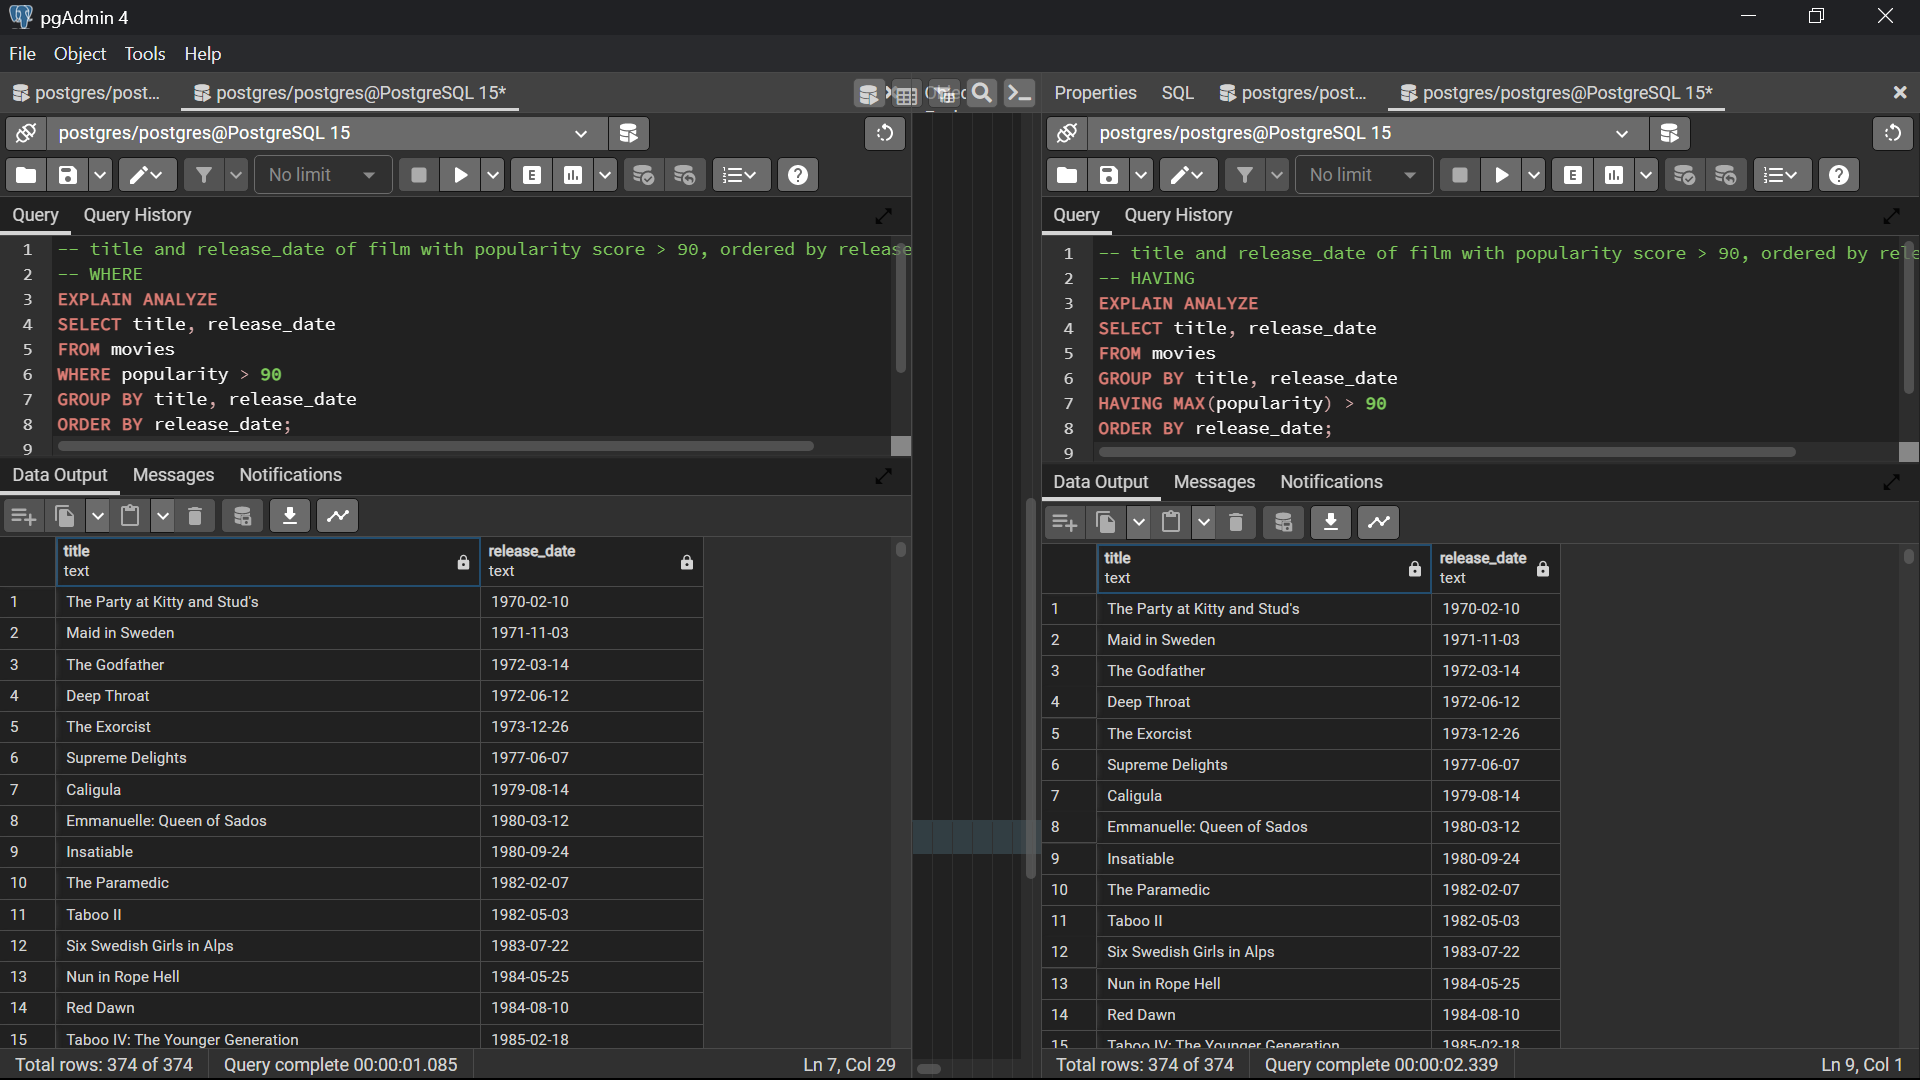 pgAdmin 4
File Object Tools Help
postgres/post...
postgres/postgres@PostgreSQL 15*
postgres/postgres@PostgreSQL 15
No limit
E
Query Query History
1 -- title and release_date of film with popularity score > 90, ordered by release
2 -- WHERE
3 EXPLAIN ANALYZE
4 SELECT title, release_date
5 FROM movies
6 WHERE popularity > 90
7 GROUP BY title, release_date
8 ORDER BY release_date;
9
Data Output Messages Notifications
title text release_date text
1 The Party at Kitty and Stud's 1970-02-10
2 Maid in Sweden 1971-11-03
3 The Godfather 1972-03-14
4 Deep Throat 1972-06-12
5 The Exorcist 1973-12-26
6 Supreme Delights 1977-06-07
7 Caligula 1979-08-14
8 Emmanuelle: Queen of Sados 1980-03-12
9 Insatiable 1980-09-24
10 The Paramedic 1982-02-07
11 Taboo II 1982-05-03
12 Six Swedish Girls in Alps 1983-07-22
13 Nun in Rope Hell 1984-05-25
14 Red Dawn 1984-08-10
15 Taboo IV: The Younger Generation 1985-02-18
Total rows: 374 of 374 Query complete 00:00:01.085 Ln 7, Col 29
Properties SQL postgres/post... postgres/postgres@PostgreSQL 15*
postgres/postgres@PostgreSQL 15
No limit
E
Query Query History
1 -- title and release_date of film with popularity score > 90, ordered by rele
2 -- HAVING
3 EXPLAIN ANALYZE
4 SELECT title, release_date
5 FROM movies
6 GROUP BY title, release_date
7 HAVING MAX(popularity) > 90
8 ORDER BY release_date;
9
Data Output Messages Notifications
title text release_date text
1 The Party at Kitty and Stud's 1970-02-10
2 Maid in Sweden 1971-11-03
3 The Godfather 1972-03-14
4 Deep Throat 1972-06-12
5 The Exorcist 1973-12-26
6 Supreme Delights 1977-06-07
7 Caligula 1979-08-14
8 Emmanuelle: Queen of Sados 1980-03-12
9 Insatiable 1980-09-24
10 The Paramedic 1982-02-07
11 Taboo II 1982-05-03
12 Six Swedish Girls in Alps 1983-07-22
13 Nun in Rope Hell 1984-05-25
14 Red Dawn 1984-08-10
15 Taboo IV: The Younger Generation 1985-02-18
Total rows: 374 of 374 Query complete 00:00:02.339 Ln 9, Col 1